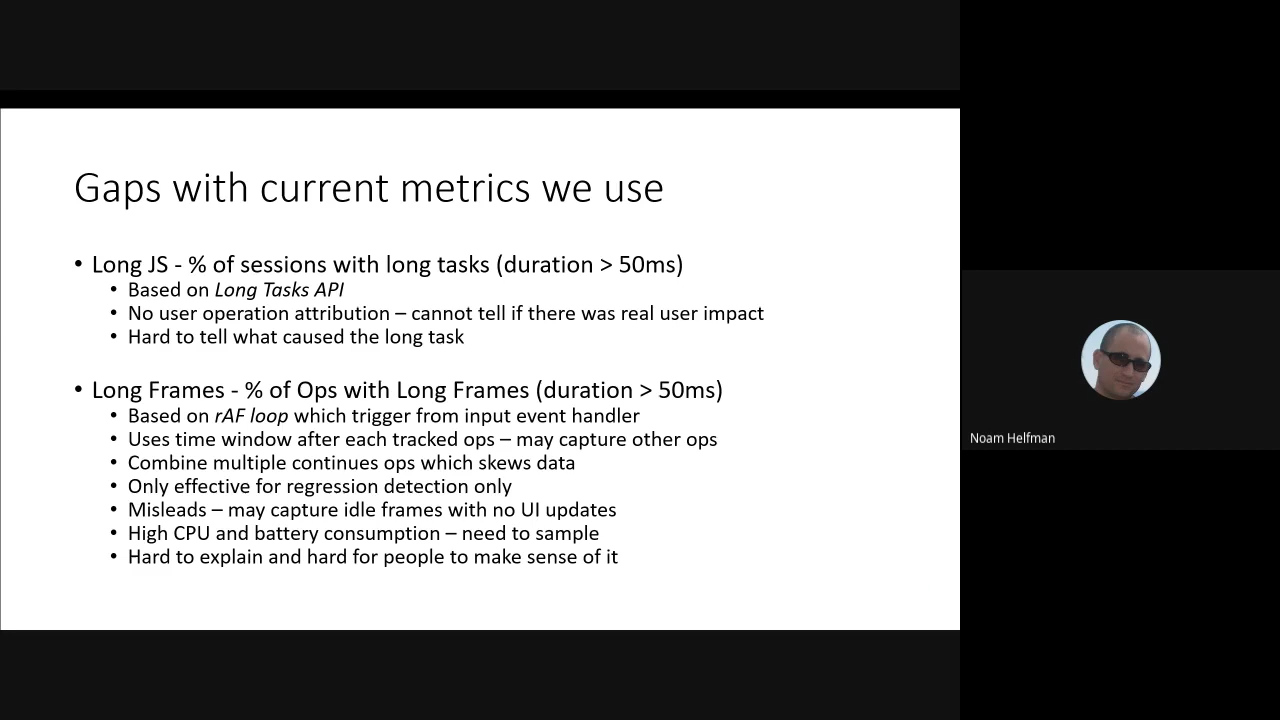 Gaps with current metrics we use
• Long JS - % of sessions with long tasks (duration > 50ms)
• Based on Long Tasks API
• No user operation attribution – cannot tell if there was real user impact
• Hard to tell what caused the long task
• Long Frames - % of Ops with Long Frames (duration > 50ms)
• Based on rAF loop which trigger from input event handler
• Uses time window after each tracked ops – may capture other ops
• Combine multiple continues ops which skews data
• Only effective for regression detection only
• Misleads – may capture idle frames with no UI updates
• High CPU and battery consumption – need to sample
• Hard to explain and hard for people to make sense of it
Noam Helfman